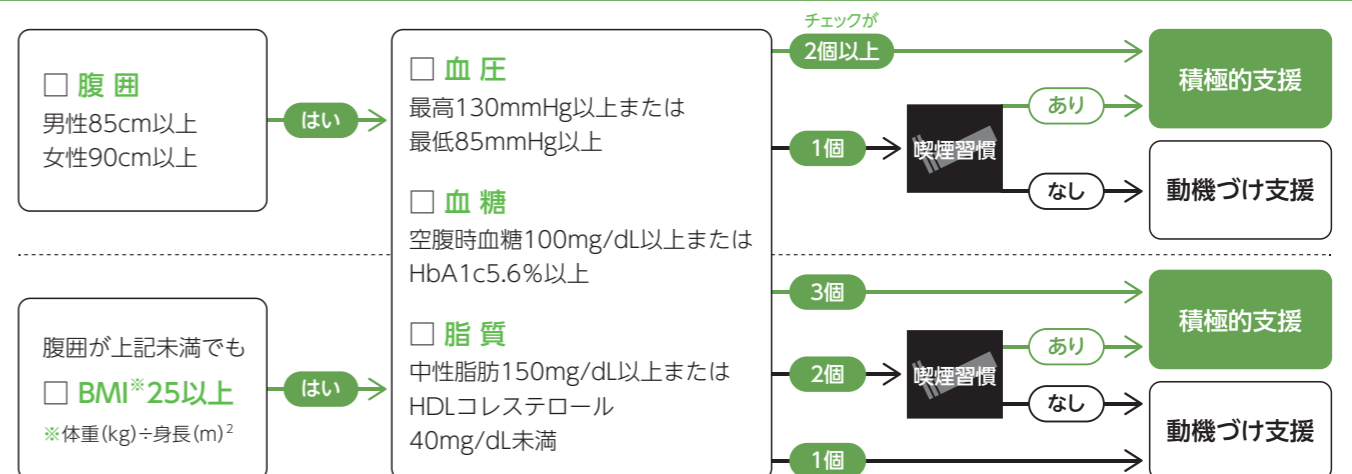 □ 腹 囲
男性85cm以上
女性90cm以上
はい
□ 血 圧
最高130mmHg以上または
最低85mmHg以上
□ 血 糖
空腹時血糖100mg/dL以上または
HbA1c5.6%以上
□ 脂 質
中性脂肪150mg/dL以上または
HDLコレステロール
40mg/dL未満
チェックが
2個以上
積極的支援
1個
喫煙習慣
あり
なし
動機づけ支援
腹囲が上記未満でも
□ BMI※25以上
※体重(kg)÷身長(m)²
はい
3個
積極的支援
2個
喫煙習慣
あり
なし
動機づけ支援
1個